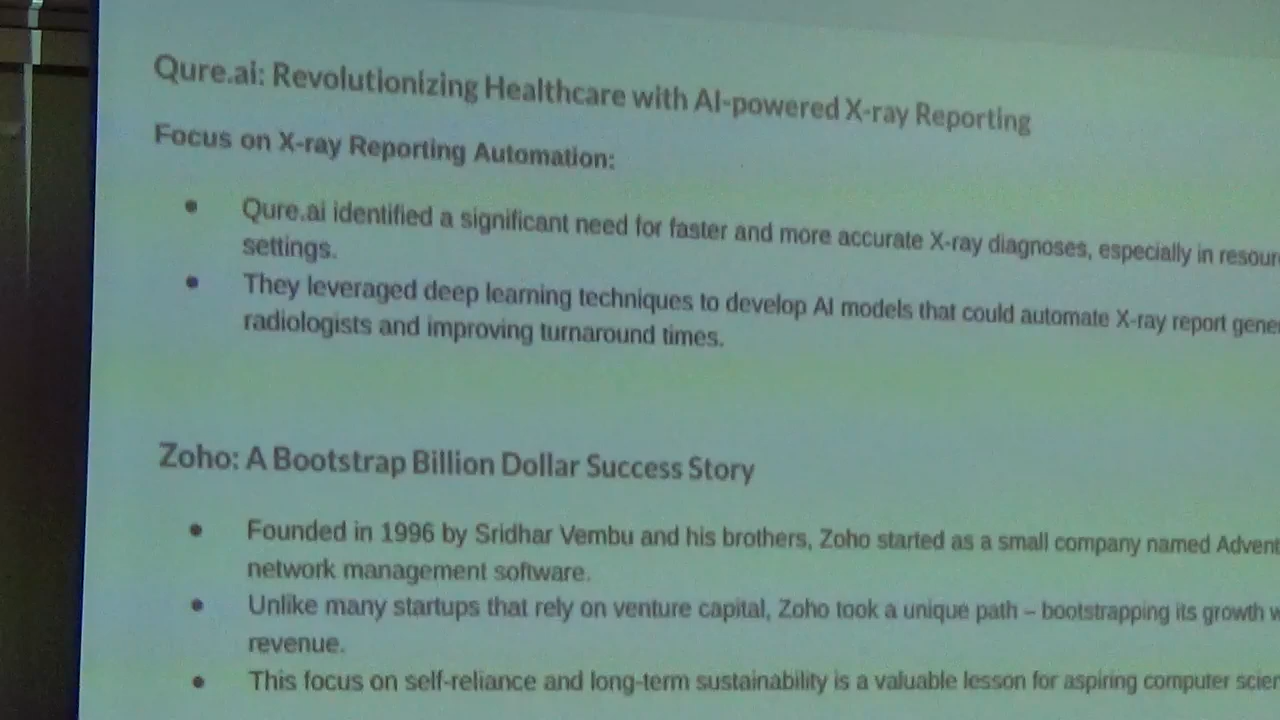 Qure.ai: Revolutionizing Healthcare with AI-powered X-ray Reporting
Focus on X-ray Reporting Automation:
• Qure.ai identified a significant need for faster and more accurate X-ray diagnoses, especially in
settings.
• They leveraged deep learning techniques to develop AI models that could automate X-ray report
radiologists and improving turnaround times.
Zoho: A Bootstrap Billion Dollar Success Story
• Founded in 1996 by Sridhar Vembu and his brothers, Zoho started as a small company named
network management software.
• Unlike many startups that rely on venture capital, Zoho took a unique path – bootstrapping its growth
revenue.
• This focus on self-reliance and long-term sustainability is a valuable lesson for aspiring computer